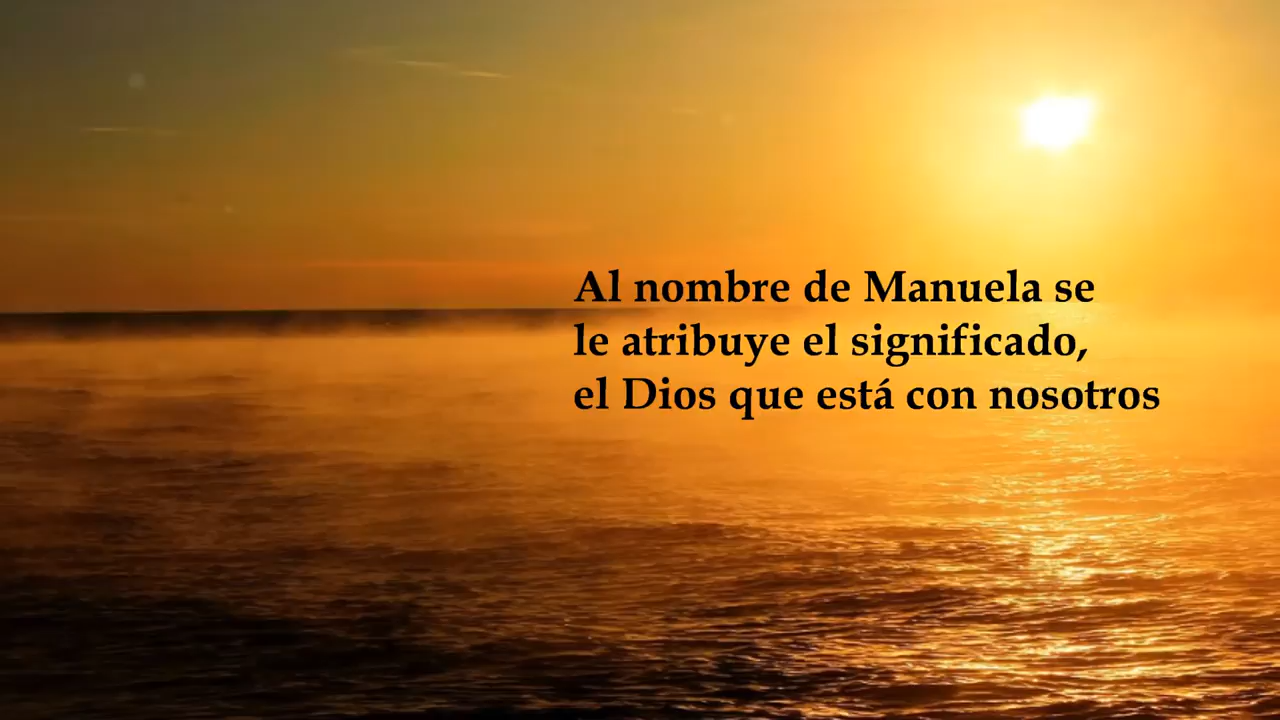 Al nombre de Manuela se
le atribuye el significado,
el Dios que está con nosotros